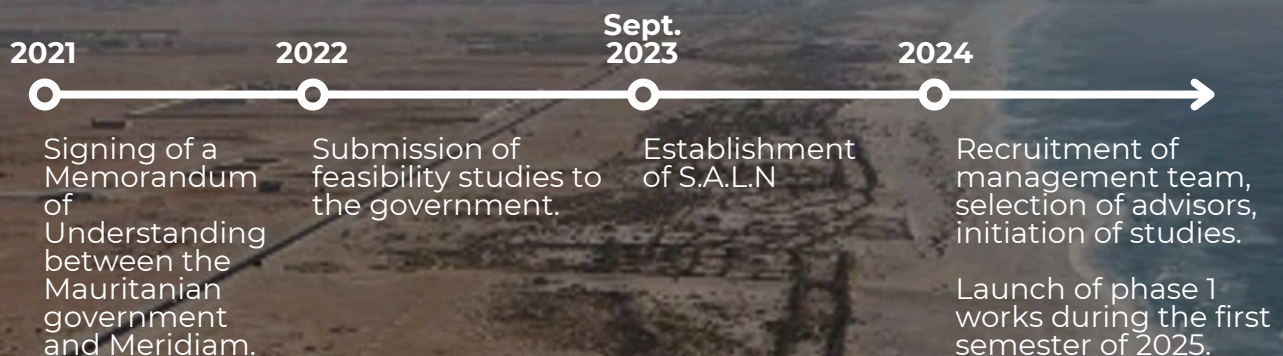 2021
Signing of a
Memorandum
of
Understanding
between the
Mauritanian
government
and Meridiam.
2022
Submission of
feasibility studies to
the government.
Sept.
2023
Establishment
of S.A.L.N
2024
Recruitment of
management team,
selection of advisors,
initiation of studies.
Launch of phase 1
works during the first
semester of 2025.